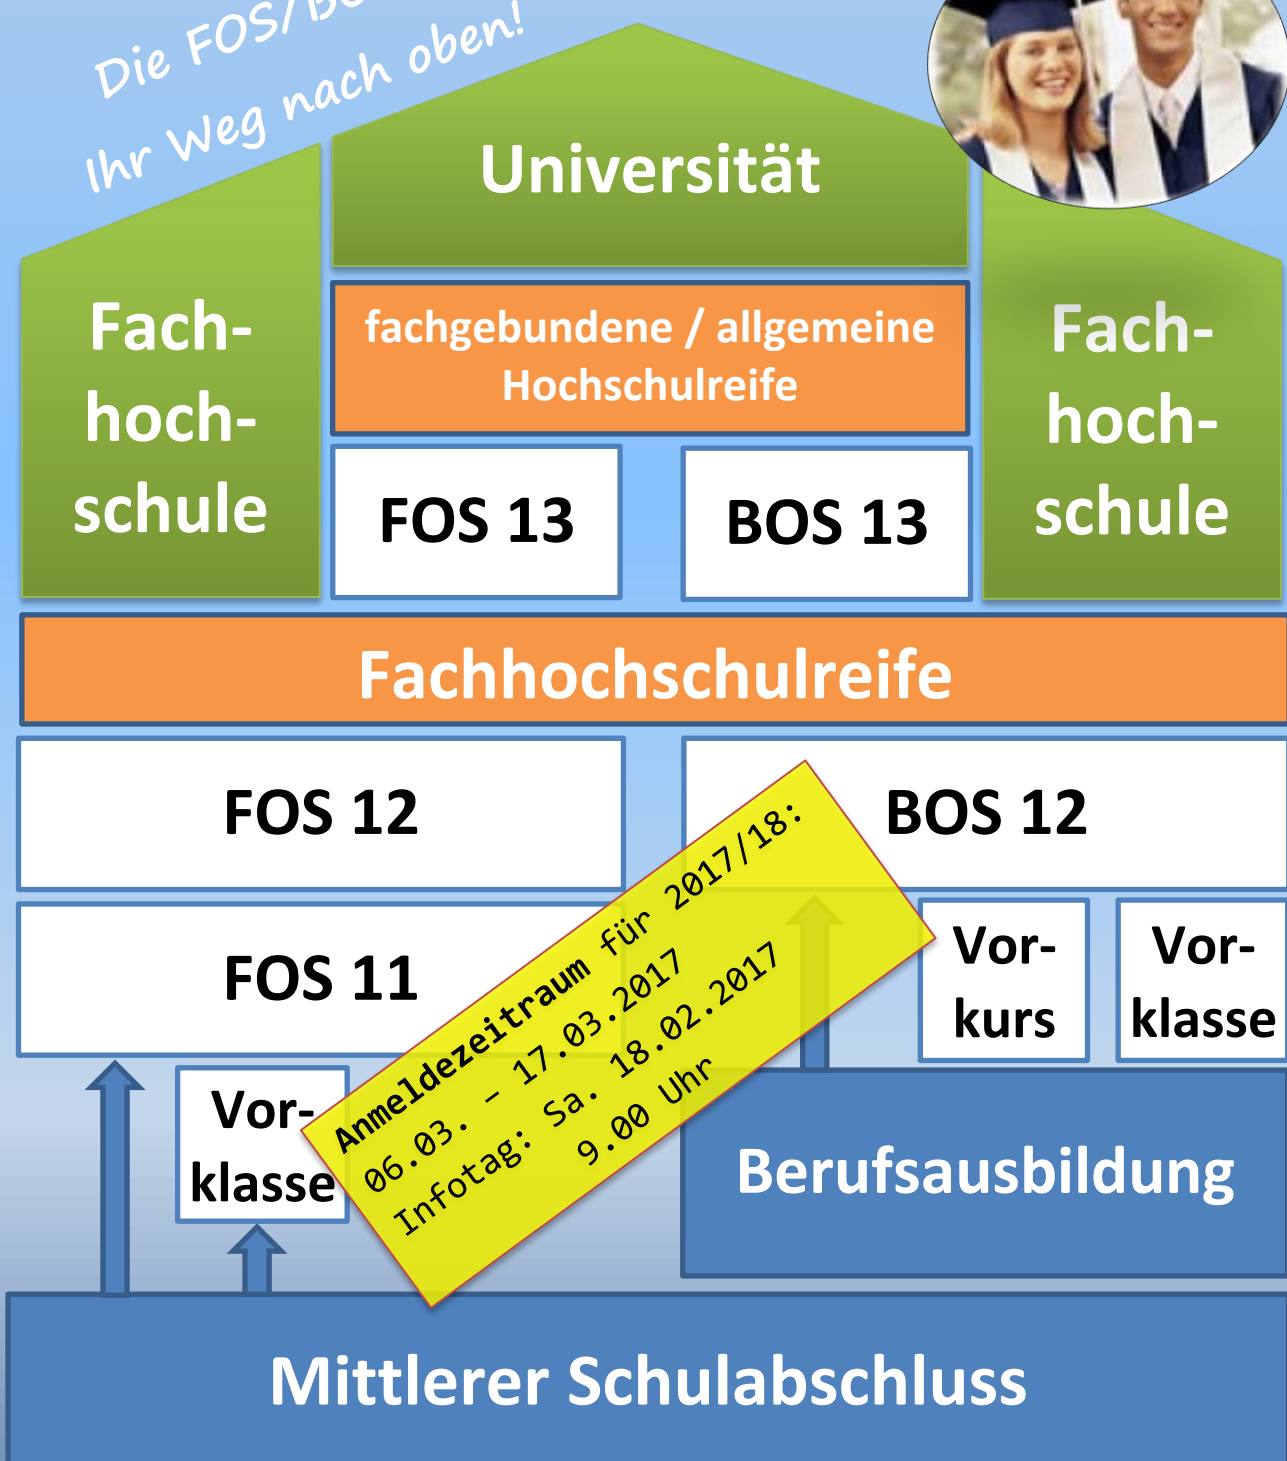 Die FOS/BO
Ihr Weg nach oben!
Universität
Fach-
hoch-
schule
fachgebundene / allgemeine
Hochschulreife
Fach-
hoch-
schule
FOS 13
BOS 13
Fachhochschulreife
FOS 12
BOS 12
FOS 11
Vor-
kurs
Vor-
klasse
Anmeldezeitraum für 2017/18:
06.03. – 17.03.2017
Infotag: Sa. 18.02.2017
9.00 Uhr
Vor-
klasse
Berufsausbildung
Mittlerer Schulabschluss